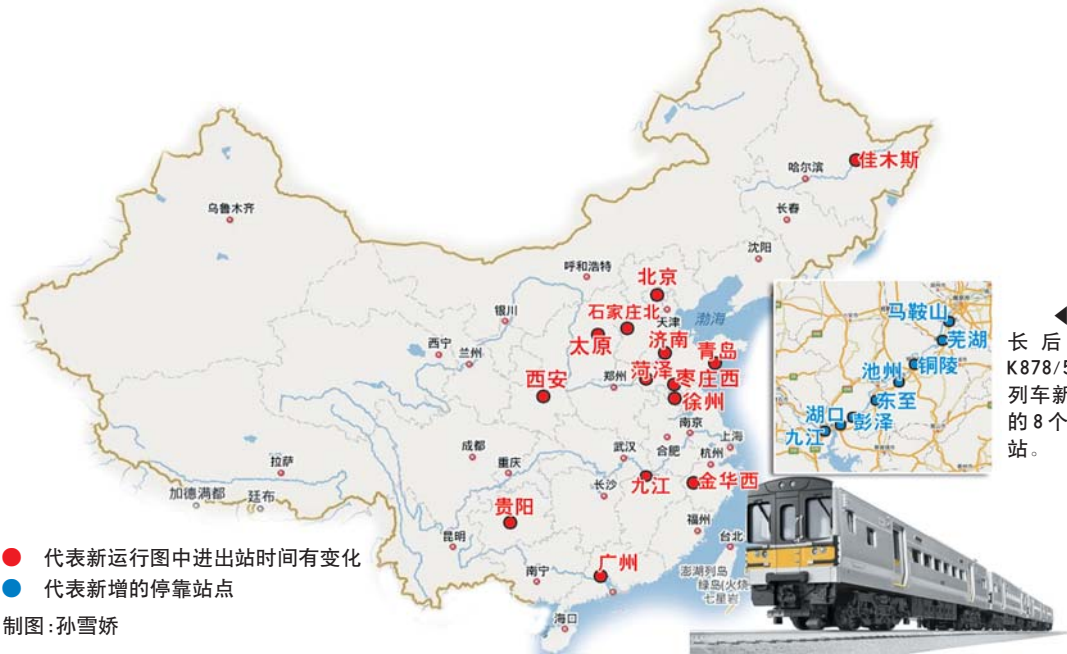 佳木斯
哈尔滨
长春
乌鲁木齐
沈阳
呼和浩特
北京
石家庄北
天津
渤海
银川
太原
济南
青岛
西宁
兰州
菏泽
枣庄西
西安
郑州
徐州
南京
成都
武汉
合肥
上海
拉萨
重庆
杭州
加德满都
廷布
长沙
九江
金华西
贵阳
福州
昆明
台北
广州
南宁
澎湖列岛
绿岛(火烧
七星岩
海口
马鞍山
芜湖
铜陵
池州
东至
湖口
彭泽
九江
长 后
K878/5
列车新
的8个
站。
代表新运行图中进出站时间有变化
代表新增的停靠站点
制图:孙雪娇